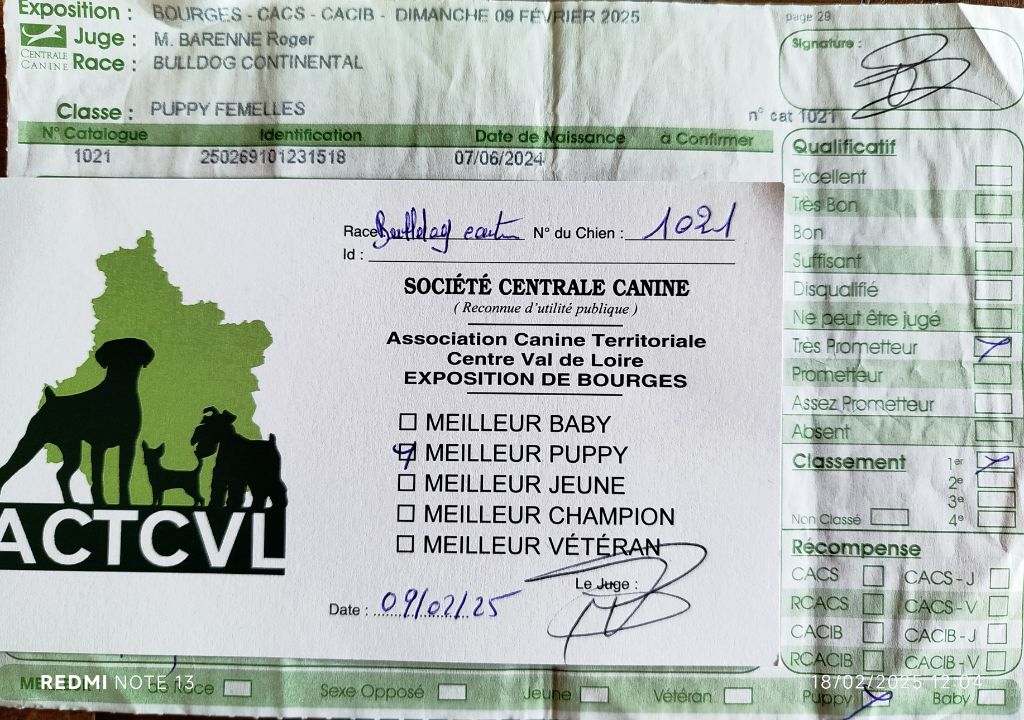 Exposition : BOURGES - CACS - CACIB - DIMANCHE 09 FÉVRIER 2025
page 29
Juge : M. BARENNE Roger
CENTRALE CANINE
Race : BULLDOG CONTINENTAL
Signature :
Classe : PUPPY FEMELLES
n° cat 1021
N° Catalogue Identification Date de Naissance à Confirmer
1021 250269101231518 07/06/2024
Qualificatif
Excellent
Très Bon
Bon
Suffisant
Disqualifié
Ne peut être jugé
Très Prometteur
Prometteur
Assez Prometteur
Absent
Classement 1er
2e
3e
Non Classé 4e
Récompense
CACS CACS - J
RCACS CACS - V
CACIB CACIB - J
RCACIB CACIB - V
Race Bulldog cont N° du Chien : 1021
Id :
SOCIÉTÉ CENTRALE CANINE
( Reconnue d'utilité publique )
Association Canine Territoriale
Centre Val de Loire
EXPOSITION DE BOURGES
MEILLEUR BABY
MEILLEUR PUPPY
MEILLEUR JEUNE
MEILLEUR CHAMPION
MEILLEUR VÉTÉRAN
Le Juge :
Date : 09/02/25
ACTCVL
de race Sexe Opposé Jeune Vétéran Puppy Baby
REDMI NOTE 13
18/02/2025 12:04